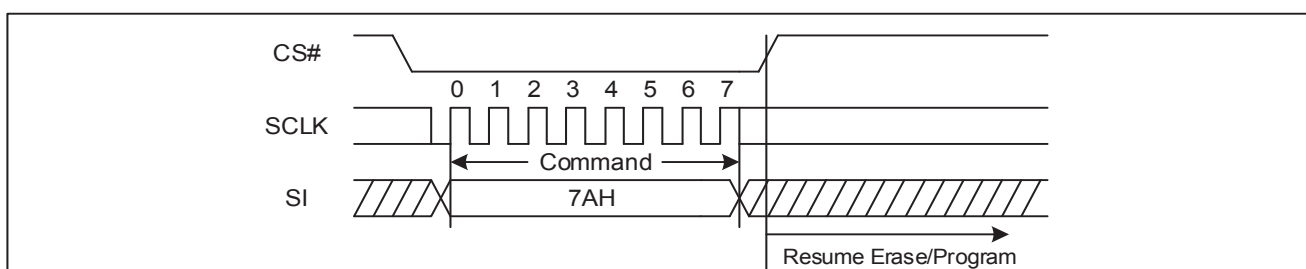 CS#
0 1 2 3 4 5 6 7
SCLK
Command
SI
7AH
Resume Erase/Program